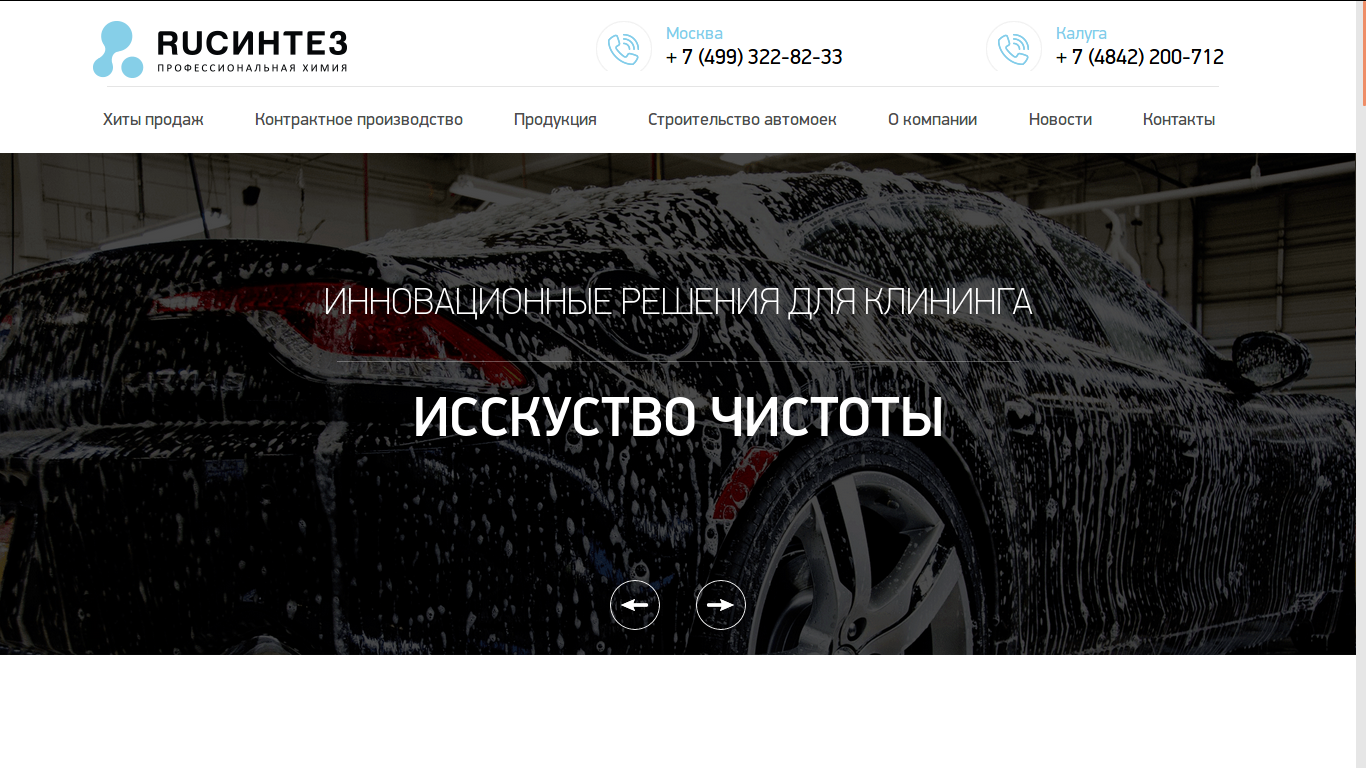 RUСИНТЕЗ
ПРОФЕССИОНАЛЬНАЯ ХИМИЯ
Москва
+ 7 (499) 322-82-33
Калуга
+ 7 (4842) 200-712
Хиты продаж Контрактное производство Продукция Строительство автомоек О компании Новости Контакты
ИННОВАЦИОННЫЕ РЕШЕНИЯ ДЛЯ КЛИНИНГА
ИССКУСТВО ЧИСТОТЫ